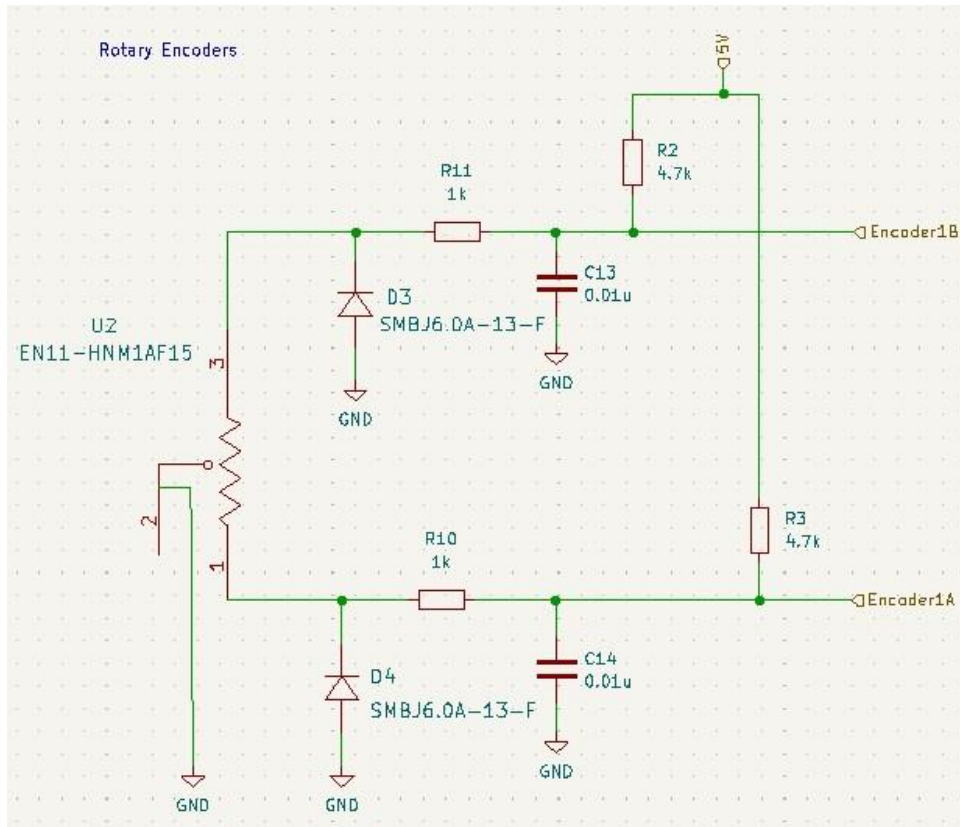 Rotary Encoders
5V
R2
4.7k
R11
1k
Encoder1B
C13
0.01u
D3
SMBJ6.0A-13-F
U2
EN11-HNM1AF15
3
GND
GND
2
R3
4.7k
R10
1k
1
Encoder1A
C14
0.01u
D4
SMBJ6.0A-13-F
GND
GND
GND